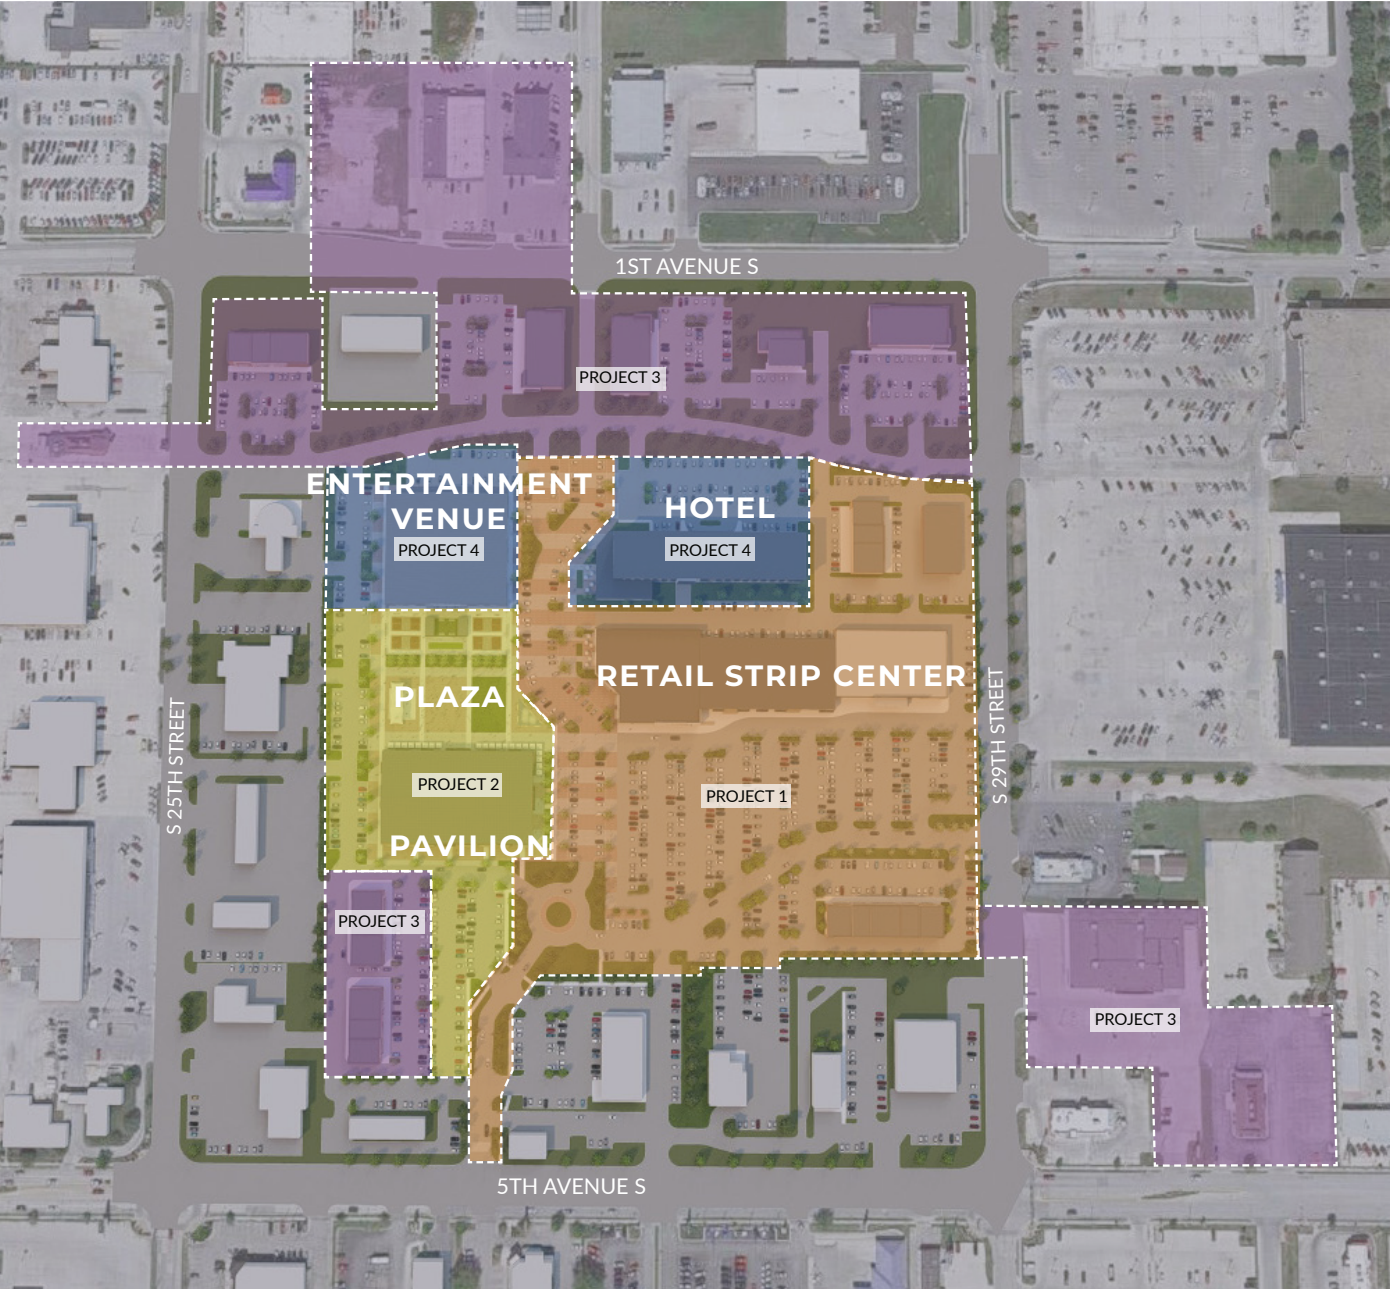 1ST AVENUE S
PROJECT 3
ENTERTAINMENT
VENUE
PROJECT 4
HOTEL
PROJECT 4
RETAIL STRIP CENTER
PLAZA
S 25TH STREET
S 29TH STREET
PROJECT 2
PROJECT 1
PAVILION
PROJECT 3
PROJECT 3
5TH AVENUE S